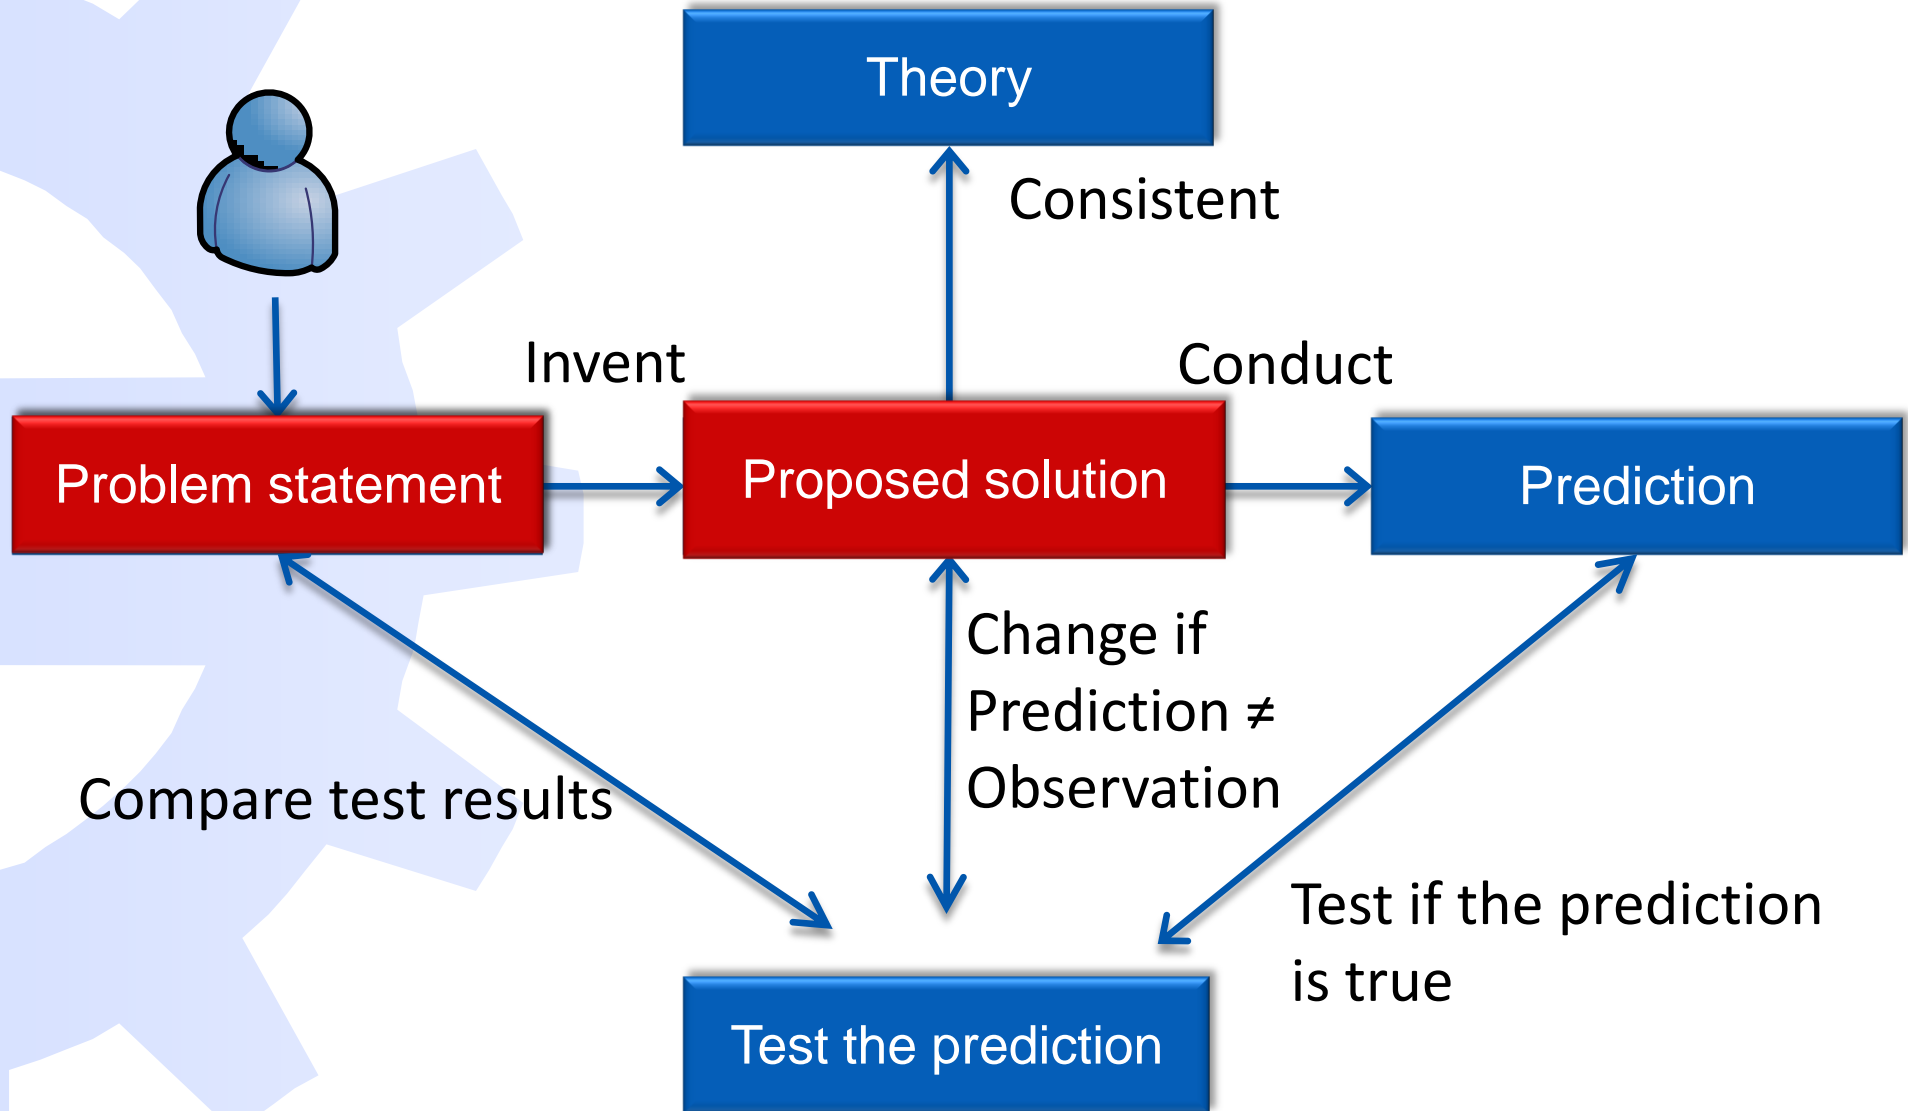 Theory
Consistent
Invent
Conduct
Problem statement
Proposed solution
Prediction
Change if
Prediction ≠
Observation
Compare test results
Test if the prediction
is true
Test the prediction